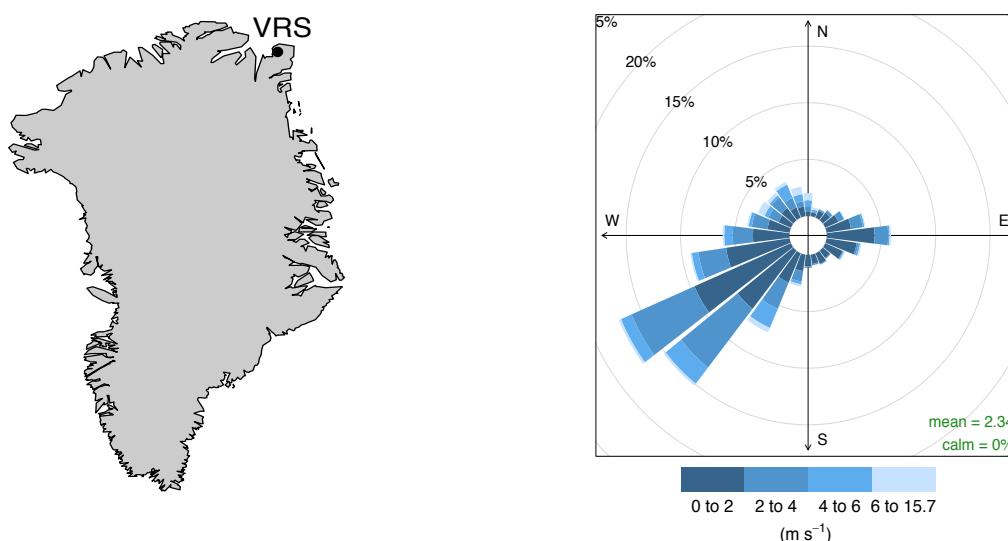 VRS
5%
N
20%
15%
10%
5%
W
E
mean = 2.34
calm = 0%
S
0 to 2
2 to 4
4 to 6
6 to 15.7
(m s⁻¹)